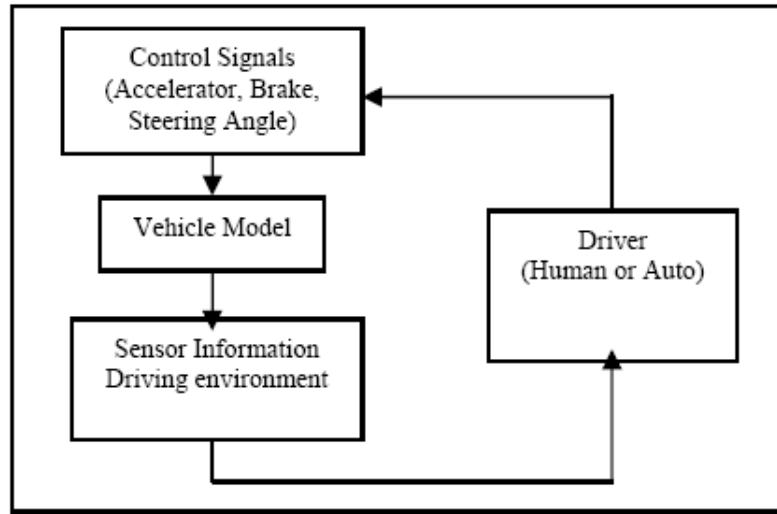 Control Signals
(Accelerator, Brake,
Steering Angle)
Vehicle Model
Sensor Information
Driving environment
Driver
(Human or Auto)